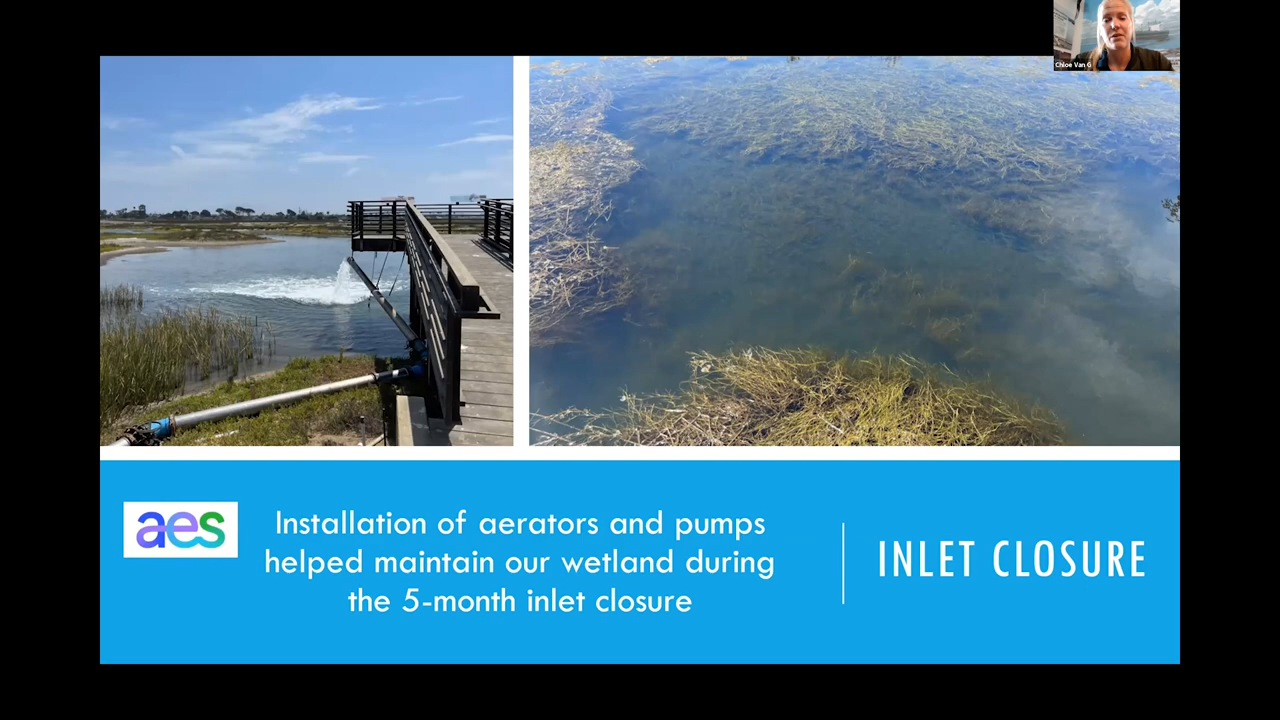 Chloe Van G
aes
Installation of aerators and pumps
helped maintain our wetland during
the 5-month inlet closure
INLET CLOSURE